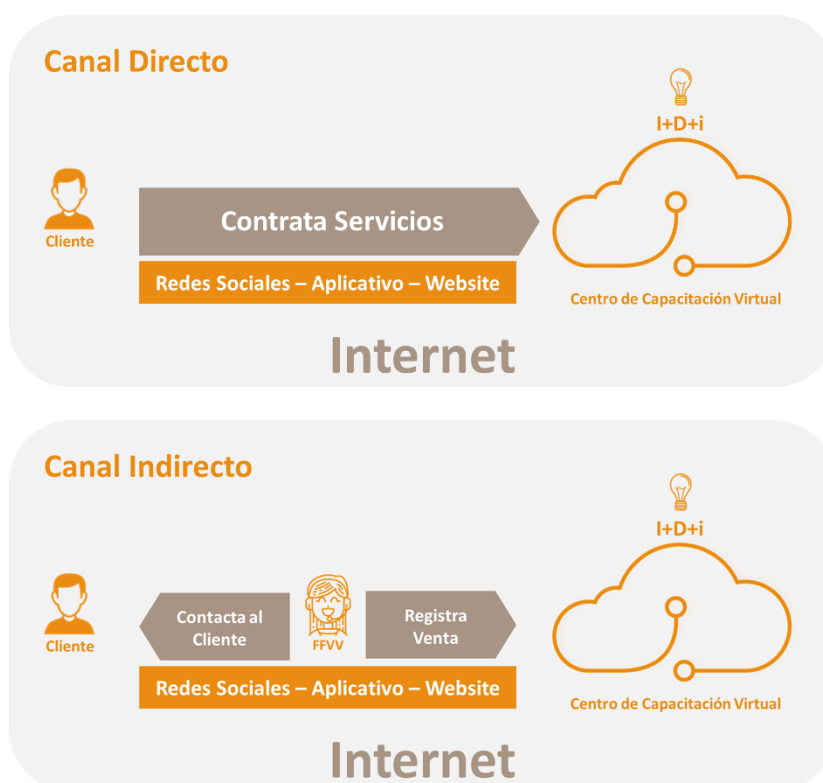 Canal Directo
I+D+i
Cliente
Contrata Servicios
Redes Sociales – Aplicativo – Website
Centro de Capacitación Virtual
Internet
Canal Indirecto
I+D+i
Cliente
Contacta al
Cliente
FFVV
Registra
Venta
Redes Sociales – Aplicativo – Website
Centro de Capacitación Virtual
Internet